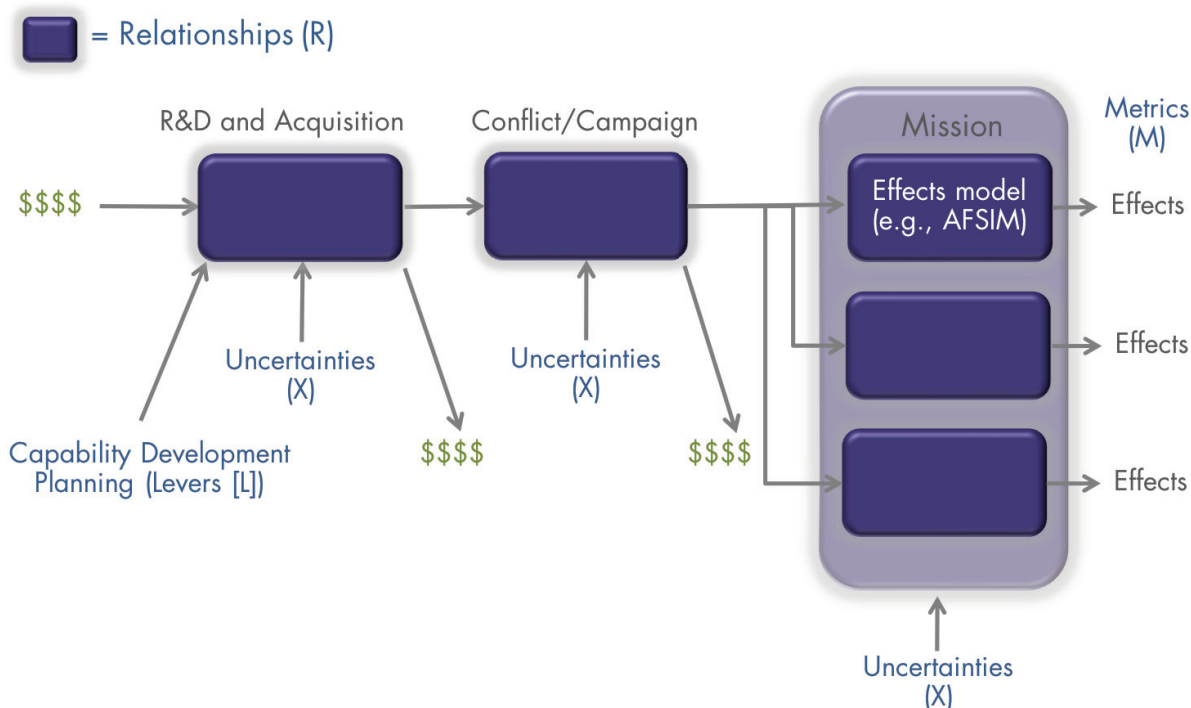 = Relationships (R)
R&D and Acquisition
Conflict/Campaign
Mission
Metrics
(M)
$$$$
Effects model
(e.g., AFSIM)
Effects
Uncertainties
(X)
Uncertainties
(X)
Effects
Capability Development
Planning (Levers [L])
$$$$
$$$$
Effects
Uncertainties
(X)